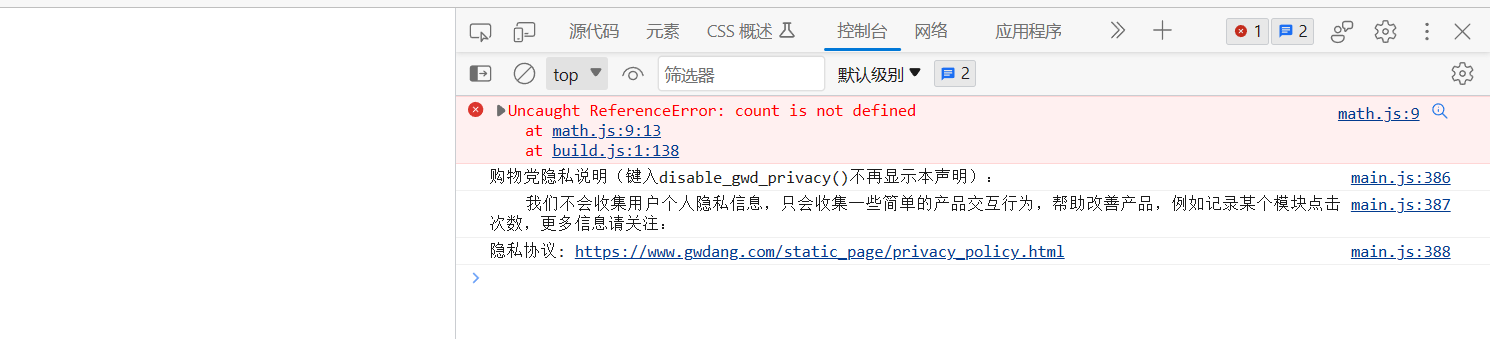 源代码 元素 CSS 概述 控制台 网络 应用程序 1 2
top 筛选器 默认级别 2
Uncaught ReferenceError: count is not defined math.js:9
at math.js:9:13
at build.js:1:138
购物党隐私说明（键入disable_gwd_privacy()不再显示本声明）: main.js:386
我们不会收集用户个人隐私信息，只会收集一些简单的产品交互行为，帮助改善产品，例如记录某个模块点击 main.js:387
次数，更多信息请关注:
隐私协议: https://www.gwdang.com/static_page/privacy_policy.html main.js:388